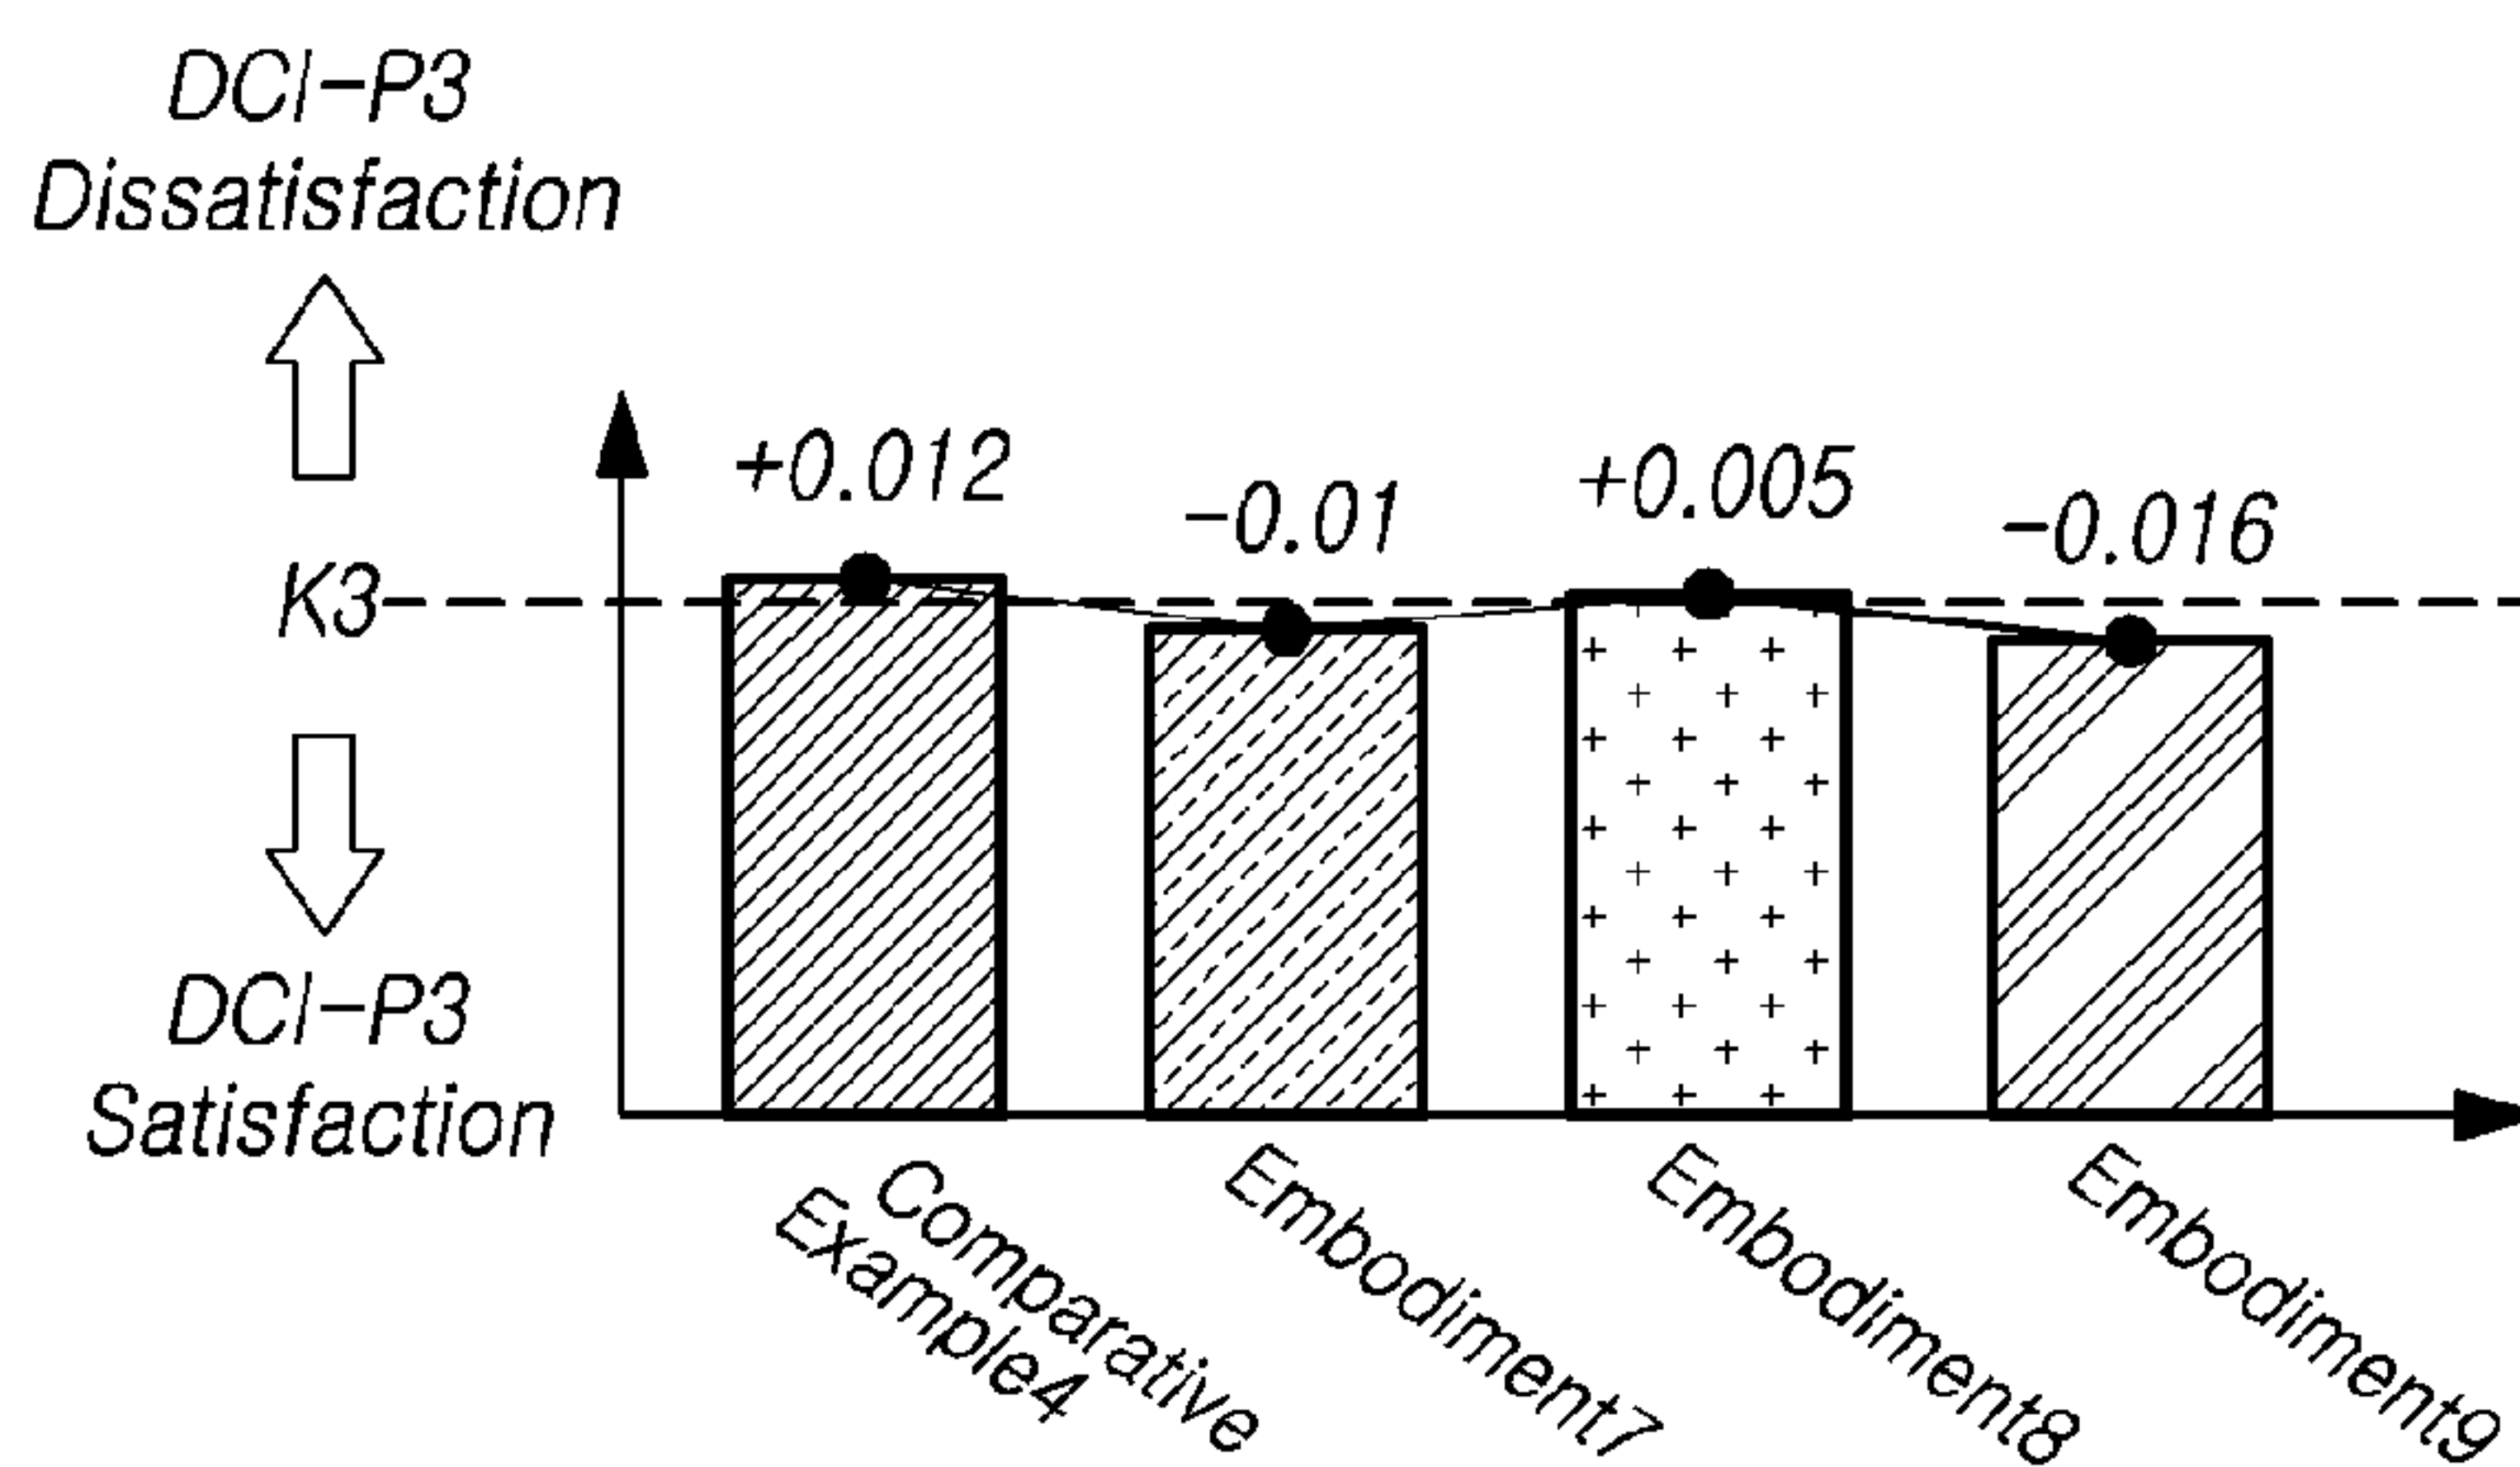 DCI-P3
Dissatisfaction
K3
DCI-P3
Satisfaction
+0.012
-0.01
+0.005
-0.016
Comparative
Example4
Embodiment7
Embodiment8
Embodiment9